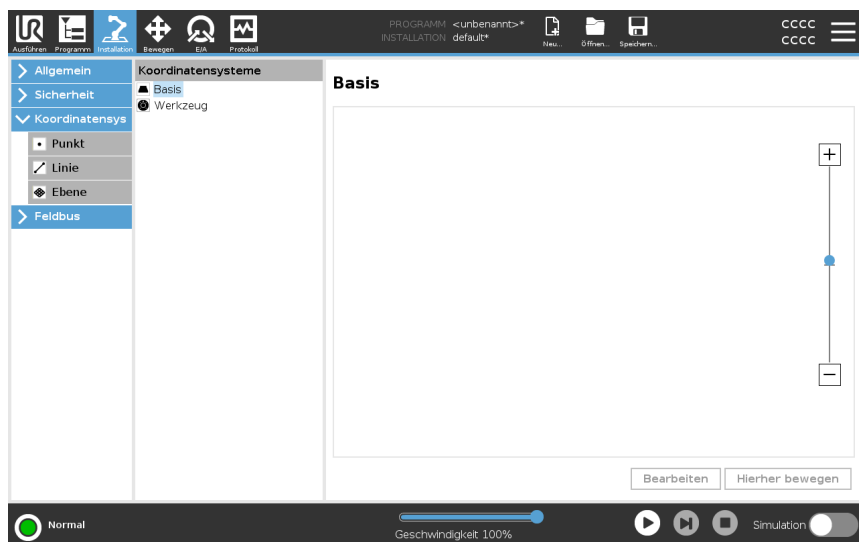 PROGRAMM <unbenannt>*
INSTALLATION default*
CCCC
CCCC
Ausführen Programm Installation Bewegen E/A Protokoll Neu... Öffnen... Speichern...
Allgemein
Sicherheit
Koordinatensys
Punkt
Linie
Ebene
Feldbus
Koordinatensysteme
Basis
Werkzeug
Basis
+
−
Bearbeiten Hierher bewegen
Normal
Geschwindigkeit 100%
Simulation